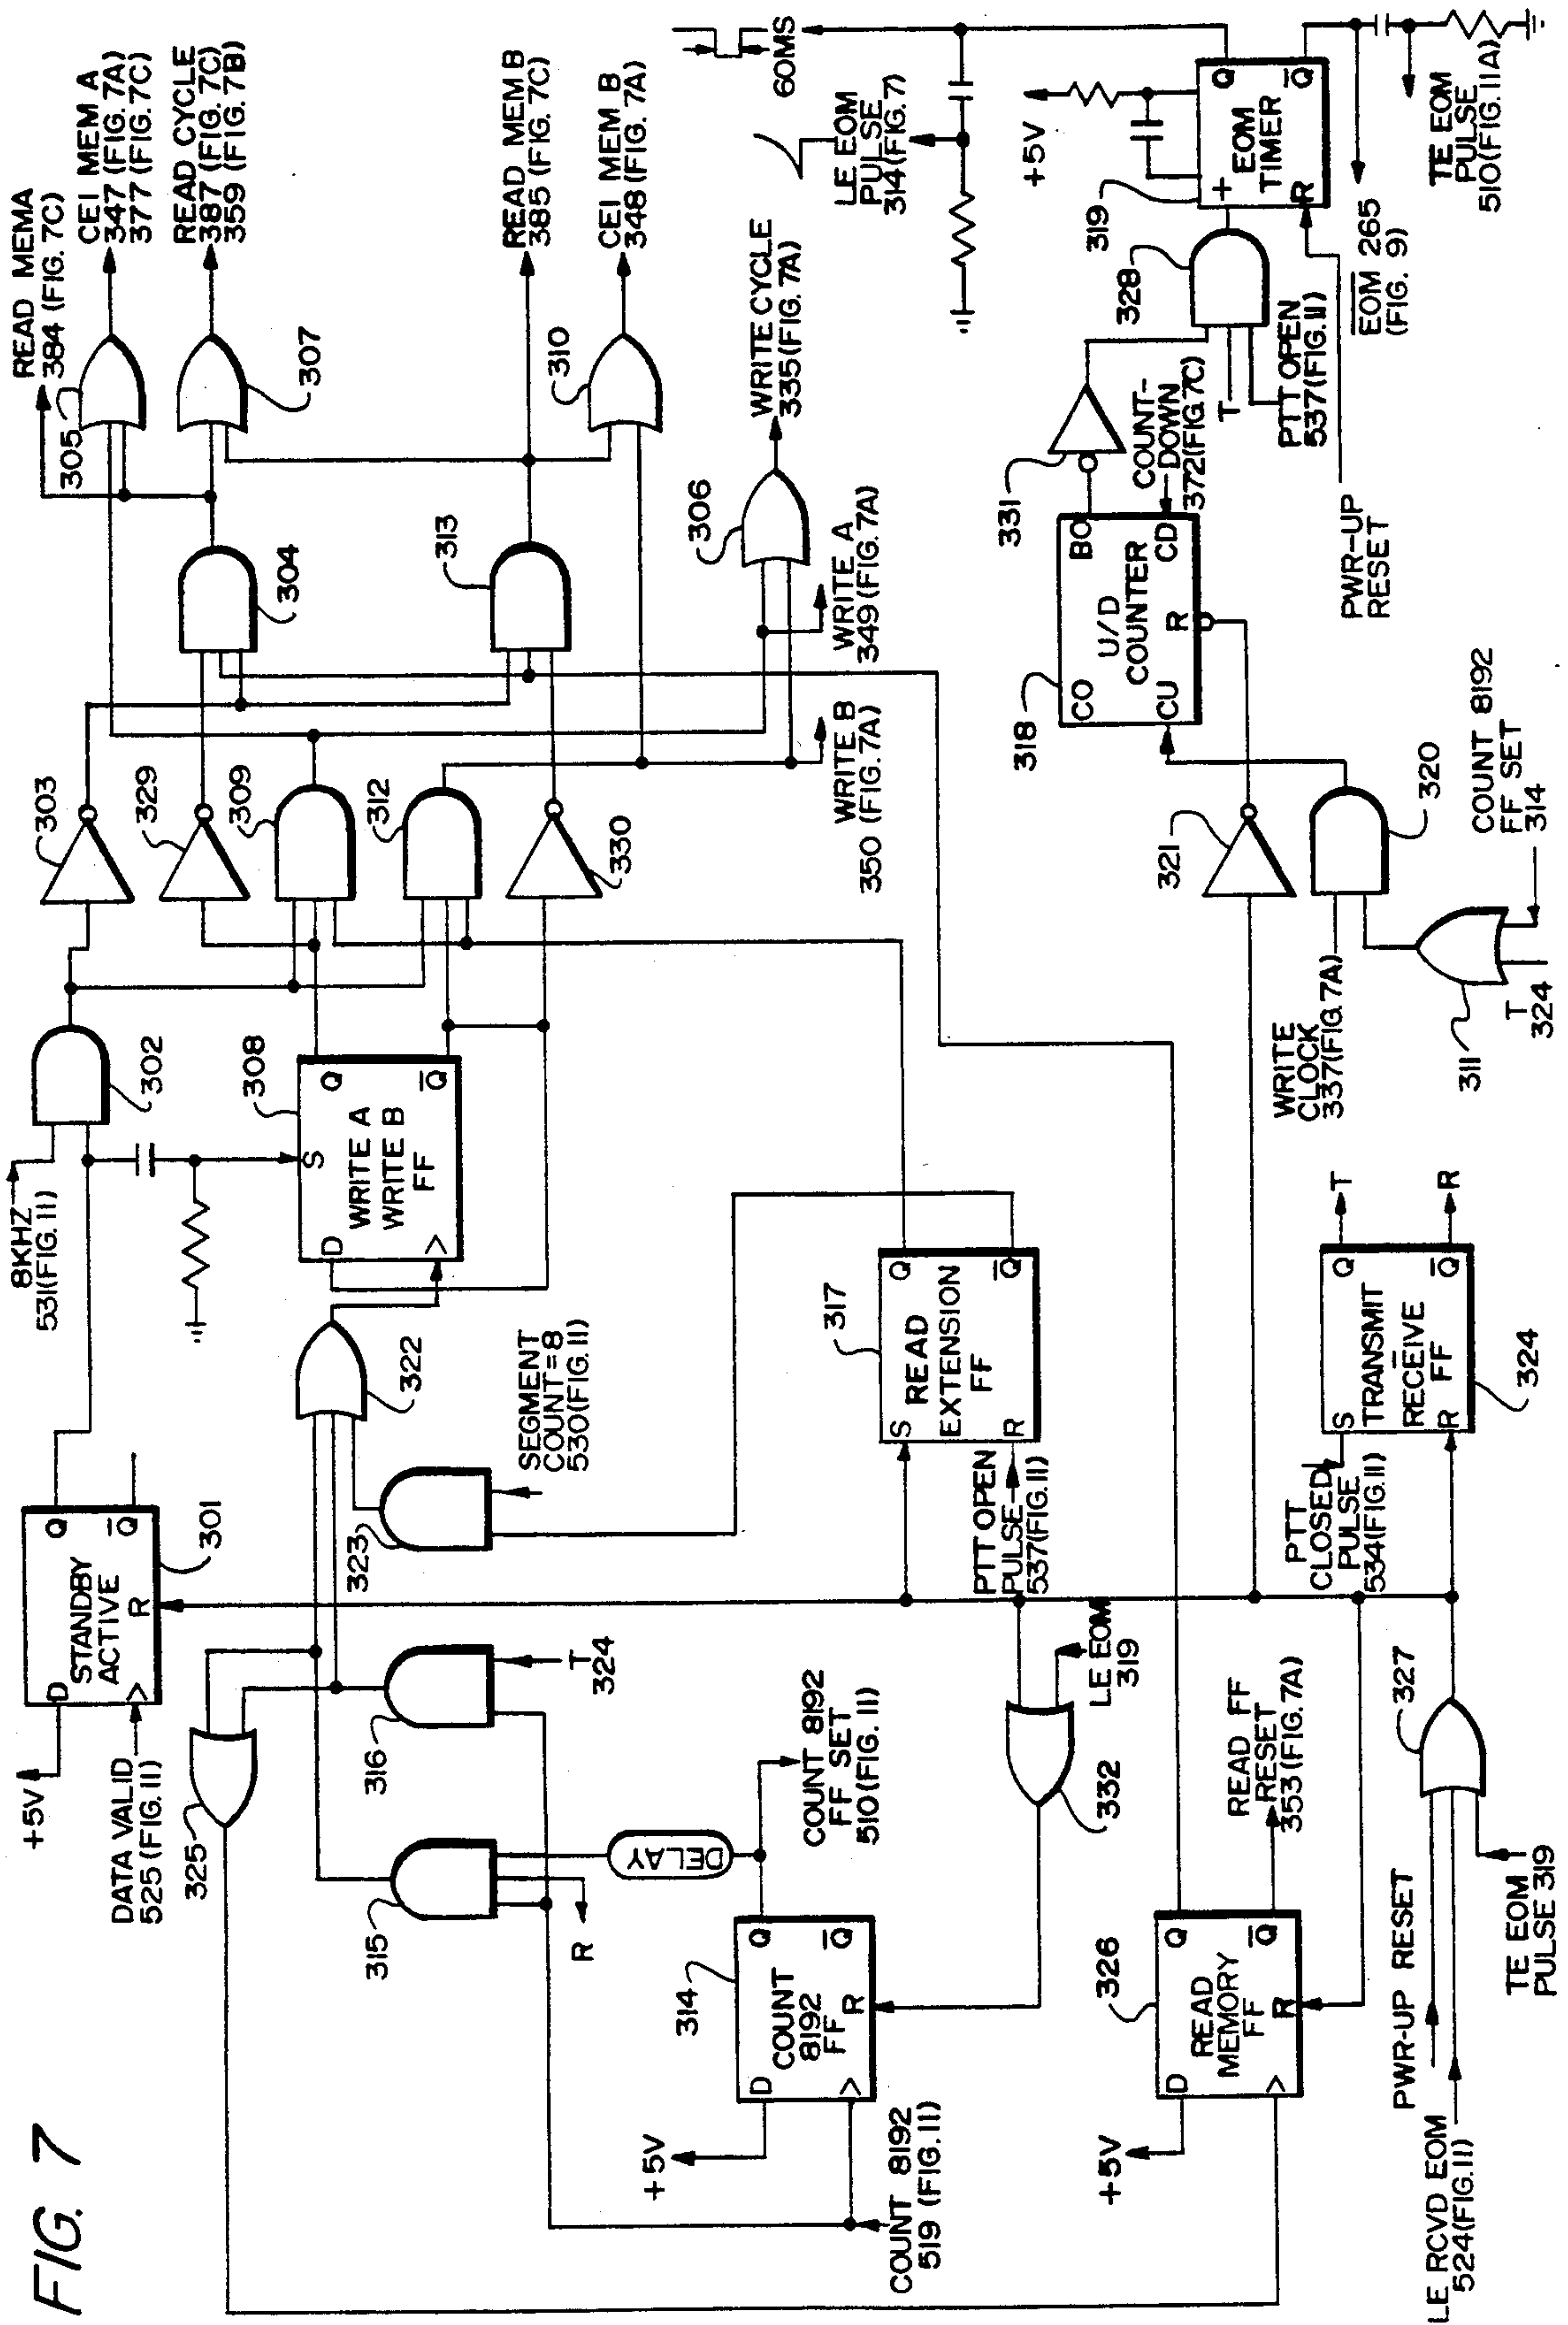 FIG. 7
+5V
DATA VALID
525 (FIG. 11)
D
STANDBY
ACTIVE
R
Q
Q
301
8KHZ
531(FIG. 11)
302
303
329
309
312
330
READ MEMA
384 (FIG. 7C)
305
CEI MEM A
347 (FIG. 7A)
377 (FIG. 7C)
READ CYCLE
387 (FIG. 7C)
359 (FIG. 7B)
307
304
313
READ MEM B
385 (FIG. 7C)
310
CEI MEM B
348 (FIG. 7A)
306
WRITE CYCLE
335 (FIG. 7A)
WRITE A
349 (FIG. 7A)
WRITE B
350 (FIG. 7A)
308
S
D
WRITE A
WRITE B
FF
Q
Q
322
323
SEGMENT
COUNT=8
530(FIG. 11)
325
315
316
T
324
R
DELAY
COUNT 8192
FF SET
510 (FIG. 11)
314
+5V
D
COUNT
8192
FF
R
Q
Q
COUNT 8192
519 (FIG. 11)
332
LE EOM
319
317
S
READ
EXTENSION
FF
R
Q
Q
PTT OPEN
PULSE
537(FIG. 11)
326
+5V
D
READ
MEMORY
FF
R
Q
Q
READ FF
RESET
353 (FIG. 7A)
PWR-UP RESET
LE RCVD EOM
524(FIG. 11)
TE EOM
PULSE 319
327
PTT
CLOSED
PULSE
534(FIG. 11)
S
TRANSMIT
RECEIVE
FF
R
Q
Q
T
R
324
321
WRITE
CLOCK
337(FIG. 7A)
320
311
T
324
COUNT 8192
FF SET
314
318
CO
BO
U/D
COUNTER
CU
R
CD
COUNT-
DOWN
372(FIG. 7C)
331
T
PTT OPEN
537(FIG. 11)
328
319
PWR-UP
RESET
+5V
+
EOM
TIMER
R
Q
Q
LE EOM
PULSE
314 (FIG. 7)
60MS
EOM 265
(FIG. 9)
TE EOM
PULSE
510(FIG. 11A)